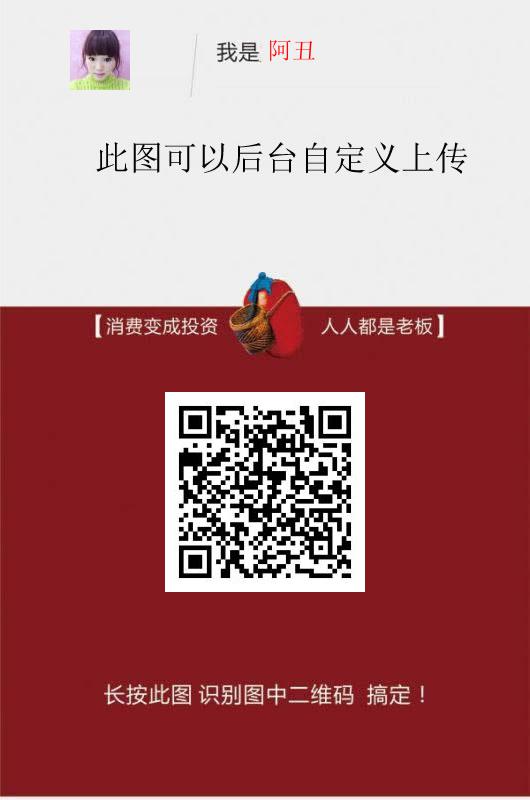 我是 阿丑
此图可以后台自定义上传
【消费变成投资 人人都是老板】
长按此图 识别图中二维码 搞定！